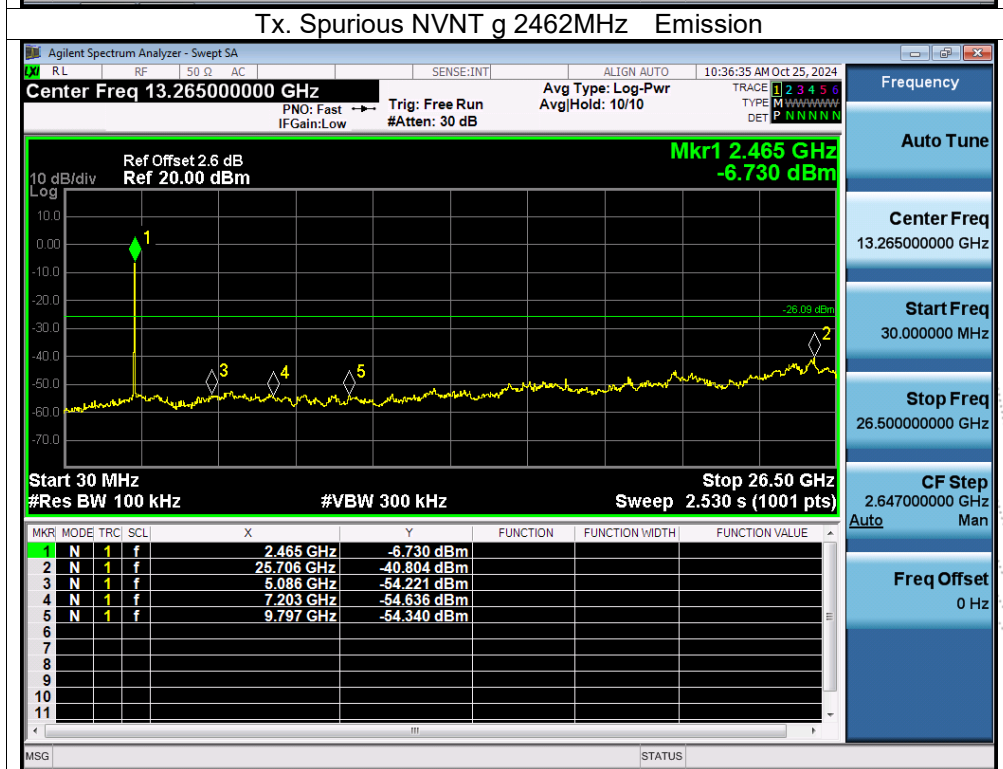 Tx. Spurious NVNT g 2462MHz Emission
Agilent Spectrum Analyzer - Swept SA
LXI RL RF 50 Ω AC SENSE:INT ALIGN AUTO 10:36:35 AM Oct 25, 2024
Center Freq 13.265000000 GHz
PNO: Fast
IFGain:Low
Trig: Free Run
#Atten: 30 dB
Avg Type: Log-Pwr
Avg|Hold: 10/10
TRACE 1 2 3 4 5 6
TYPE M WWWWW
DET P N N N N N
Mkr1 2.465 GHz
-6.730 dBm
Ref Offset 2.6 dB
10 dB/div Ref 20.00 dBm
Log
10.0
0.00
-10.0
-20.0
-30.0
-40.0
-50.0
-60.0
-70.0
-26.09 dBm
1
2
3
4
5
Start 30 MHz Stop 26.50 GHz
#Res BW 100 kHz #VBW 300 kHz Sweep 2.530 s (1001 pts)
MKR MODE TRC SCL X Y FUNCTION FUNCTION WIDTH FUNCTION VALUE
1 N 1 f 2.465 GHz -6.730 dBm
2 N 1 f 25.706 GHz -40.804 dBm
3 N 1 f 5.086 GHz -54.221 dBm
4 N 1 f 7.203 GHz -54.636 dBm
5 N 1 f 9.797 GHz -54.340 dBm
6
7
8
9
10
11
MSG STATUS
Frequency
Auto Tune
Center Freq
13.265000000 GHz
Start Freq
30.000000 MHz
Stop Freq
26.500000000 GHz
CF Step
2.647000000 GHz
Auto Man
Freq Offset
0 Hz